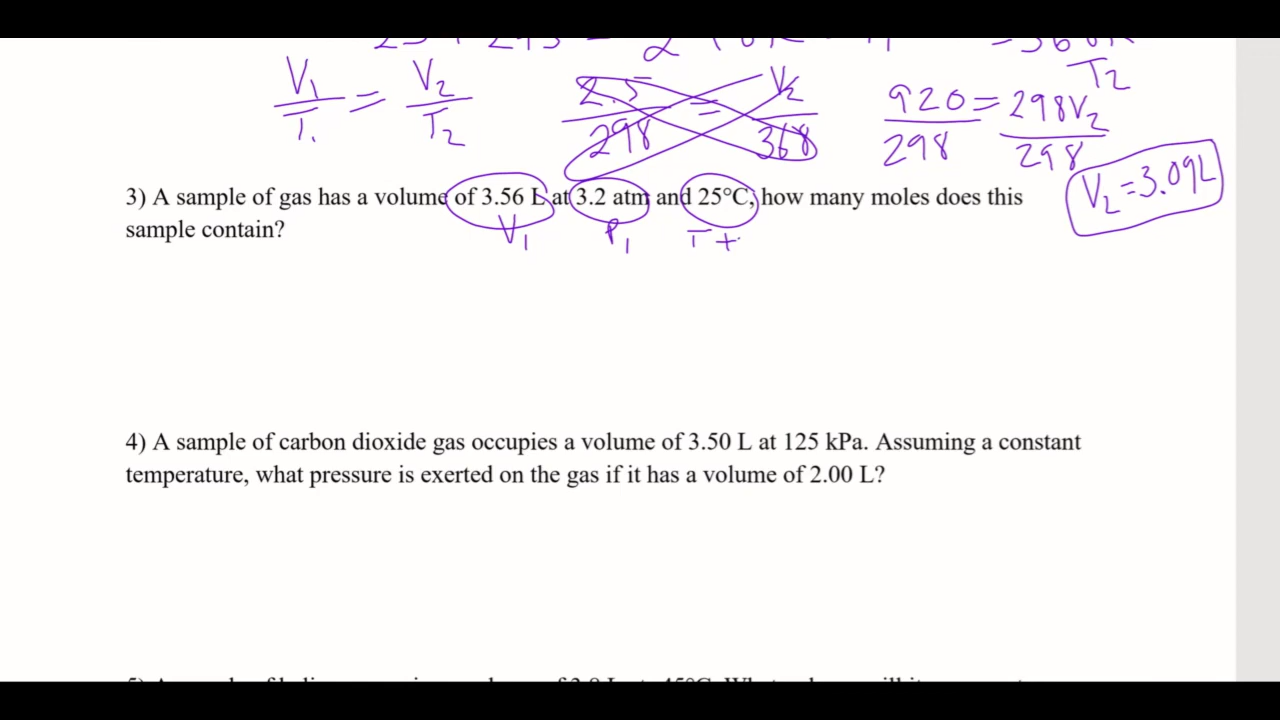 V1/T1 = V2/T2   2.5/298 = V2/368   920/298 = 298V2/298   T2
V2 = 3.09L
3) A sample of gas has a volume of 3.56 L at 3.2 atm and 25°C, how many moles does this
sample contain?
V1   P1   T +
4) A sample of carbon dioxide gas occupies a volume of 3.50 L at 125 kPa. Assuming a constant
temperature, what pressure is exerted on the gas if it has a volume of 2.00 L?